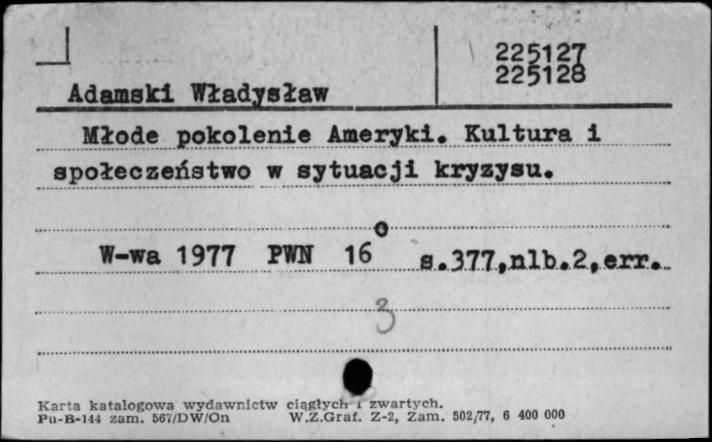 225127
225128
Adamski Władysław
Młode pokolenie Ameryki. Kultura i
społeczeństwo w sytuacji kryzysu.
W-wa 1977 PWN 16° s.377,nlb.2,err.
3
Karta katalogowa wydawnictw ciągłych i zwartych.
Pu-B-144 zam. 567/DW/On W.Z.Graf. Z-2, Zam. 502/77, 6 400 000